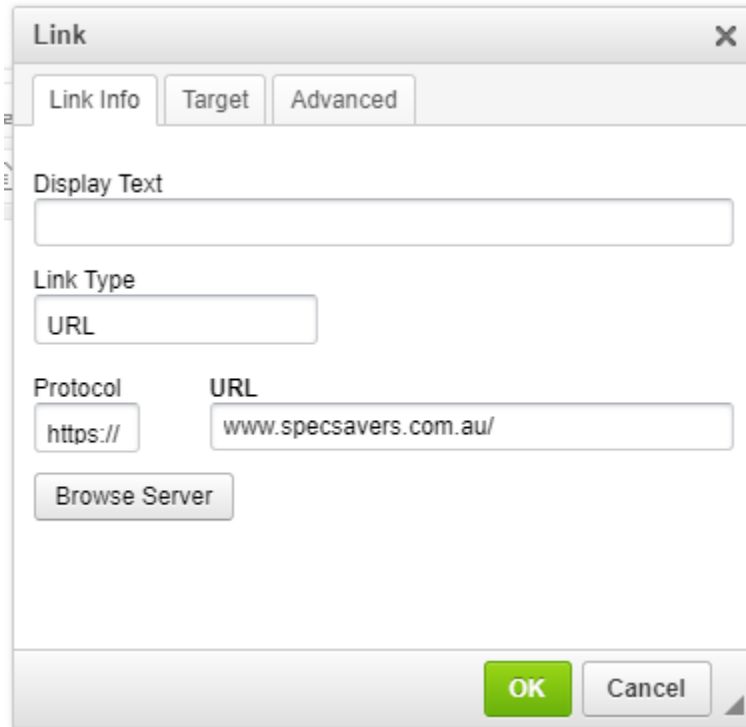 Link
Link Info Target Advanced
Display Text
Link Type
URL
Protocol URL
https:// www.specsavers.com.au/
Browse Server
OK Cancel